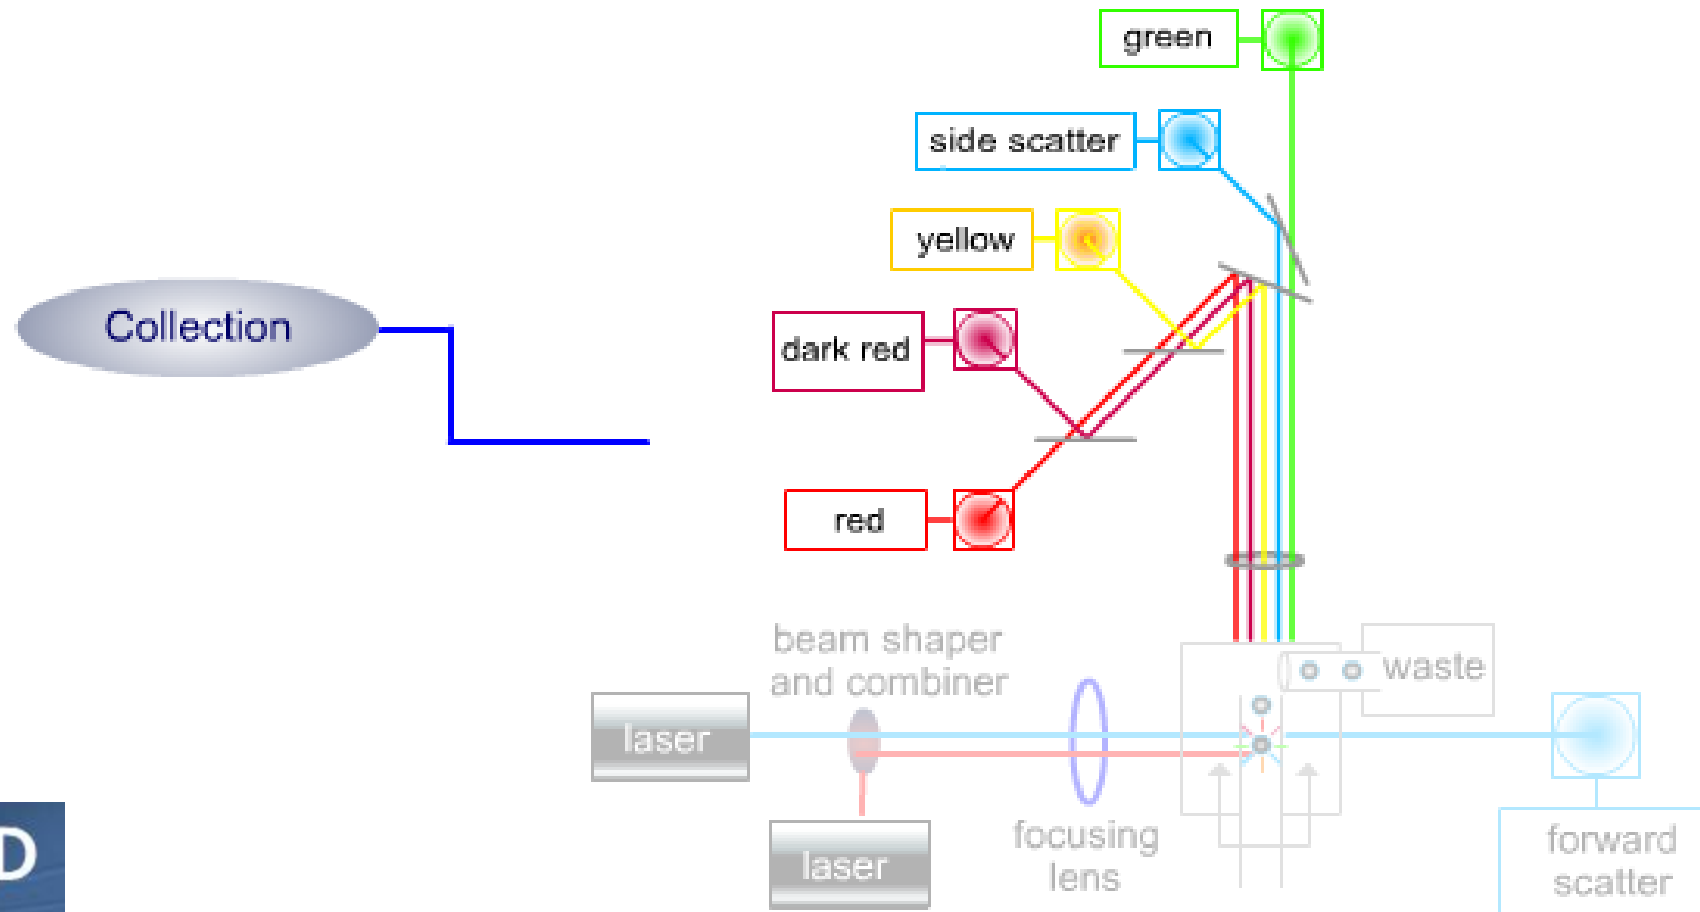 green
side scatter
yellow
Collection
dark red
red
beam shaper
and combiner
waste
laser
focusing
lens
laser
forward
scatter
D